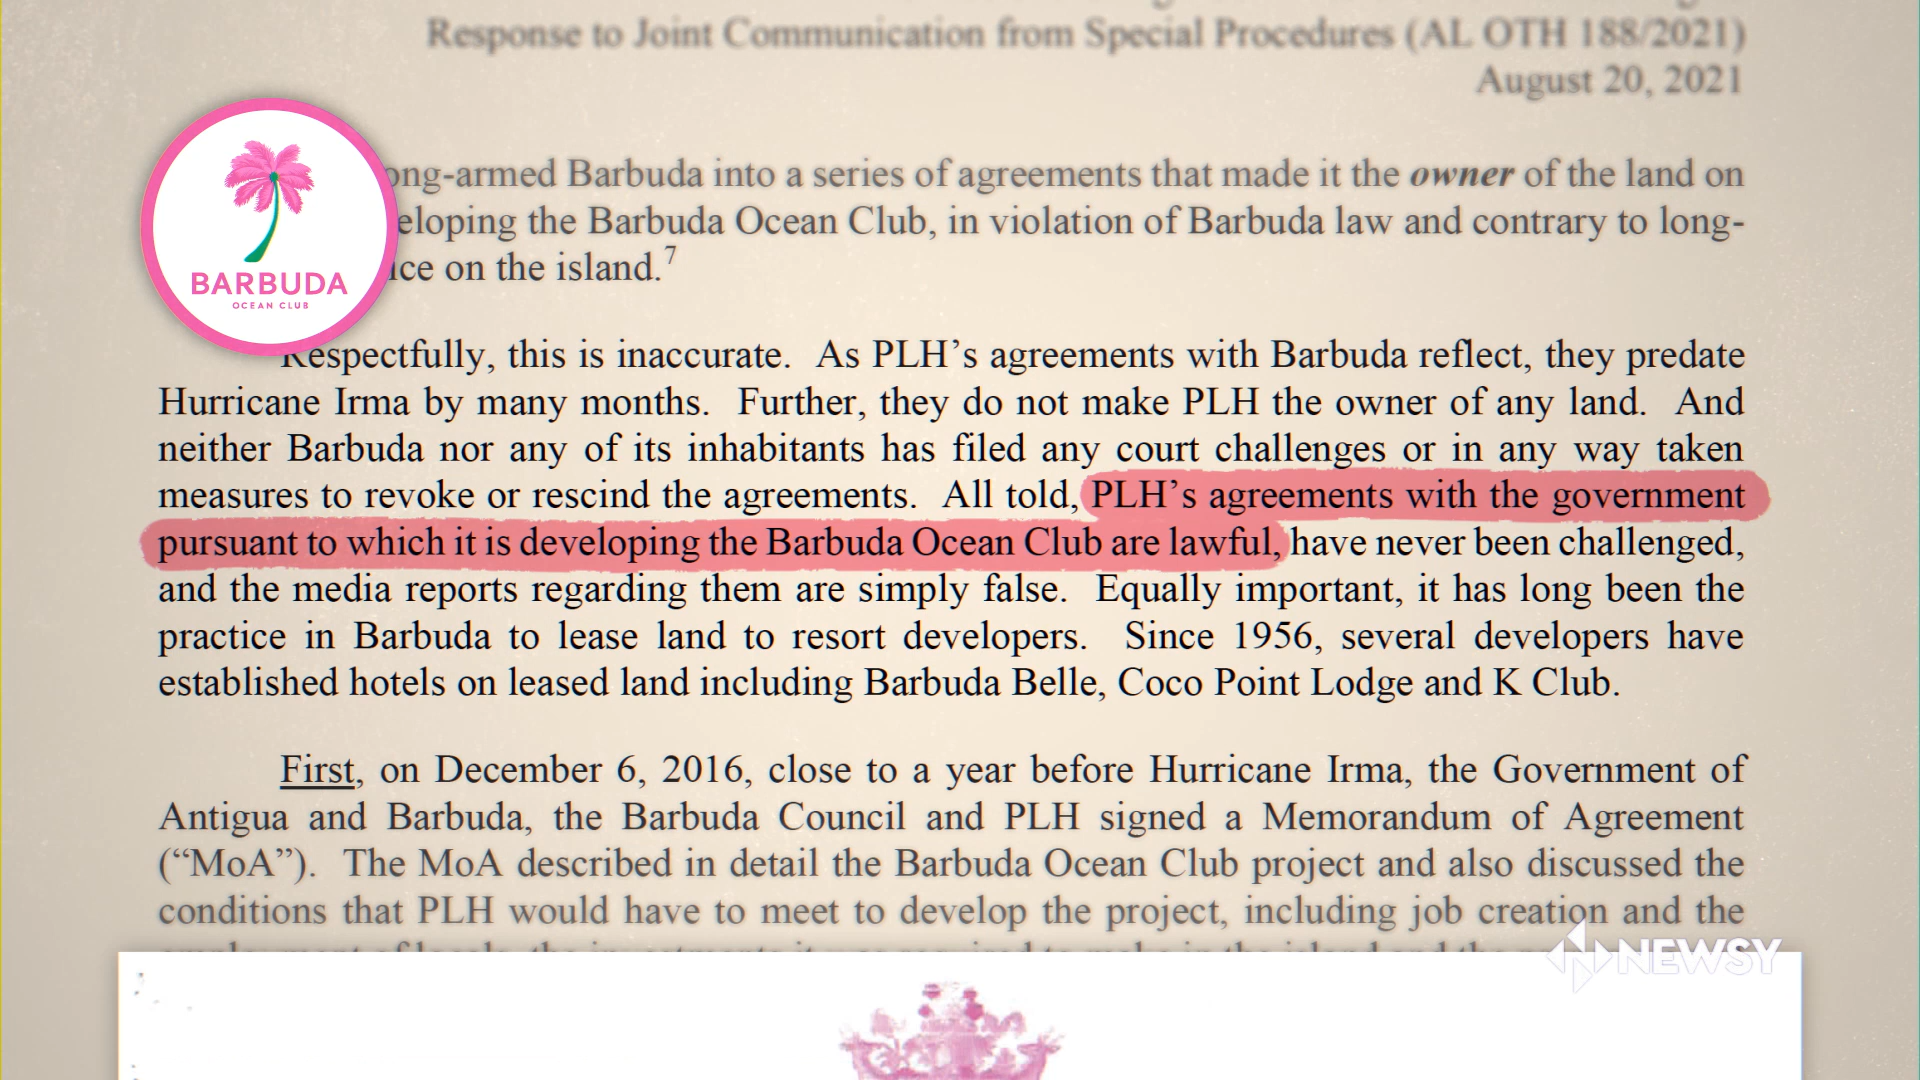 Response to Joint Communication from Special Procedures (AL OTH 188/2021)
August 20, 2021
BARBUDA
OCEAN CLUB
ong-armed Barbuda into a series of agreements that made it the owner of the land on
eloping the Barbuda Ocean Club, in violation of Barbuda law and contrary to long-
ice on the island.7
Respectfully, this is inaccurate. As PLH’s agreements with Barbuda reflect, they predate
Hurricane Irma by many months. Further, they do not make PLH the owner of any land. And
neither Barbuda nor any of its inhabitants has filed any court challenges or in any way taken
measures to revoke or rescind the agreements. All told, PLH’s agreements with the government
pursuant to which it is developing the Barbuda Ocean Club are lawful, have never been challenged,
and the media reports regarding them are simply false. Equally important, it has long been the
practice in Barbuda to lease land to resort developers. Since 1956, several developers have
established hotels on leased land including Barbuda Belle, Coco Point Lodge and K Club.
First, on December 6, 2016, close to a year before Hurricane Irma, the Government of
Antigua and Barbuda, the Barbuda Council and PLH signed a Memorandum of Agreement
(“MoA”). The MoA described in detail the Barbuda Ocean Club project and also discussed the
conditions that PLH would have to meet to develop the project, including job creation and the
NEWSY